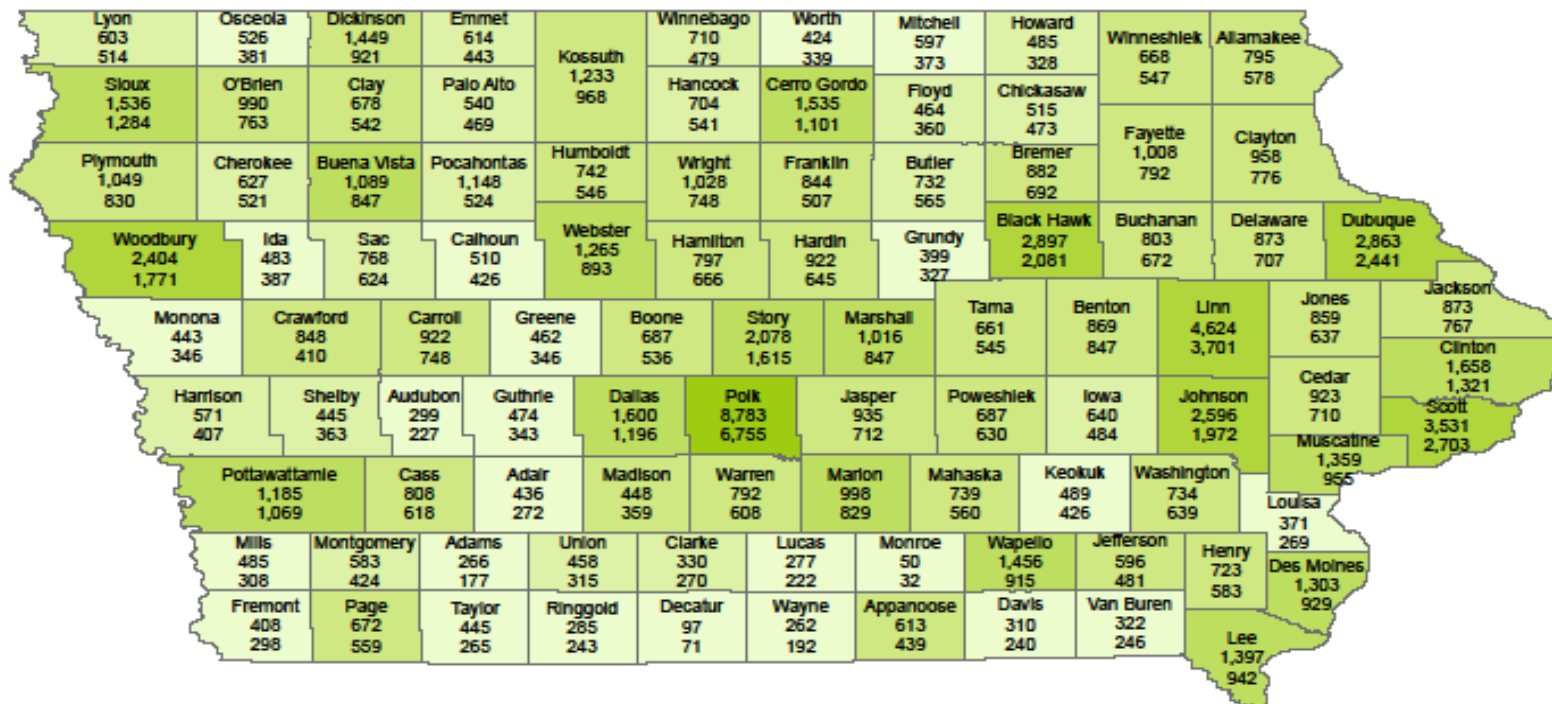 Lyon
603
514
Osceola
526
381
Dickinson
1,449
921
Emmet
614
443
Kossuth
1,233
968
Winnebago
710
479
Worth
424
339
Mitchell
597
373
Howard
485
328
Winneshiek
668
547
Allamakee
795
578
Sioux
1,536
1,284
O'Brien
990
763
Clay
678
542
Palo Alto
540
469
Hancock
704
541
Cerro Gordo
1,535
1,101
Floyd
464
360
Chickasaw
515
473
Fayette
1,008
792
Clayton
958
776
Plymouth
1,049
830
Cherokee
627
521
Buena Vista
1,089
847
Pocahontas
1,148
524
Humboldt
742
546
Wright
1,028
748
Franklin
844
507
Butler
732
565
Bremer
882
692
Woodbury
2,404
1,771
Ida
483
387
Sac
768
624
Calhoun
510
426
Webster
1,265
893
Hamilton
797
666
Hardin
922
645
Grundy
399
327
Black Hawk
2,897
2,081
Buchanan
803
672
Delaware
873
707
Dubuque
2,863
2,441
Monona
443
346
Crawford
848
410
Carroll
922
748
Greene
462
346
Boone
687
536
Story
2,078
1,615
Marshall
1,016
847
Tama
661
545
Benton
869
847
Linn
4,624
3,701
Jones
859
637
Jackson
873
767
Clinton
1,658
1,321
Harrison
571
407
Shelby
445
363
Audubon
299
227
Guthrie
474
343
Dallas
1,600
1,196
Polk
8,783
6,755
Jasper
935
712
Poweshiek
687
630
Iowa
640
484
Johnson
2,596
1,972
Cedar
923
710
Scott
3,531
2,703
Muscatine
1,359
955
Pottawattamie
1,185
1,069
Cass
808
618
Adair
436
272
Madison
448
359
Warren
792
608
Marion
998
829
Mahaska
739
560
Keokuk
489
426
Washington
734
639
Louisa
371
269
Mills
485
308
Montgomery
583
424
Adams
266
177
Union
458
315
Clarke
330
270
Lucas
277
222
Monroe
50
32
Wapello
1,456
915
Jefferson
596
481
Henry
723
583
Des Moines
1,303
929
Fremont
408
298
Page
672
559
Taylor
445
265
Ringgold
285
243
Decatur
97
71
Wayne
262
192
Appanoose
613
439
Davis
310
240
Van Buren
322
246
Lee
1,397
942